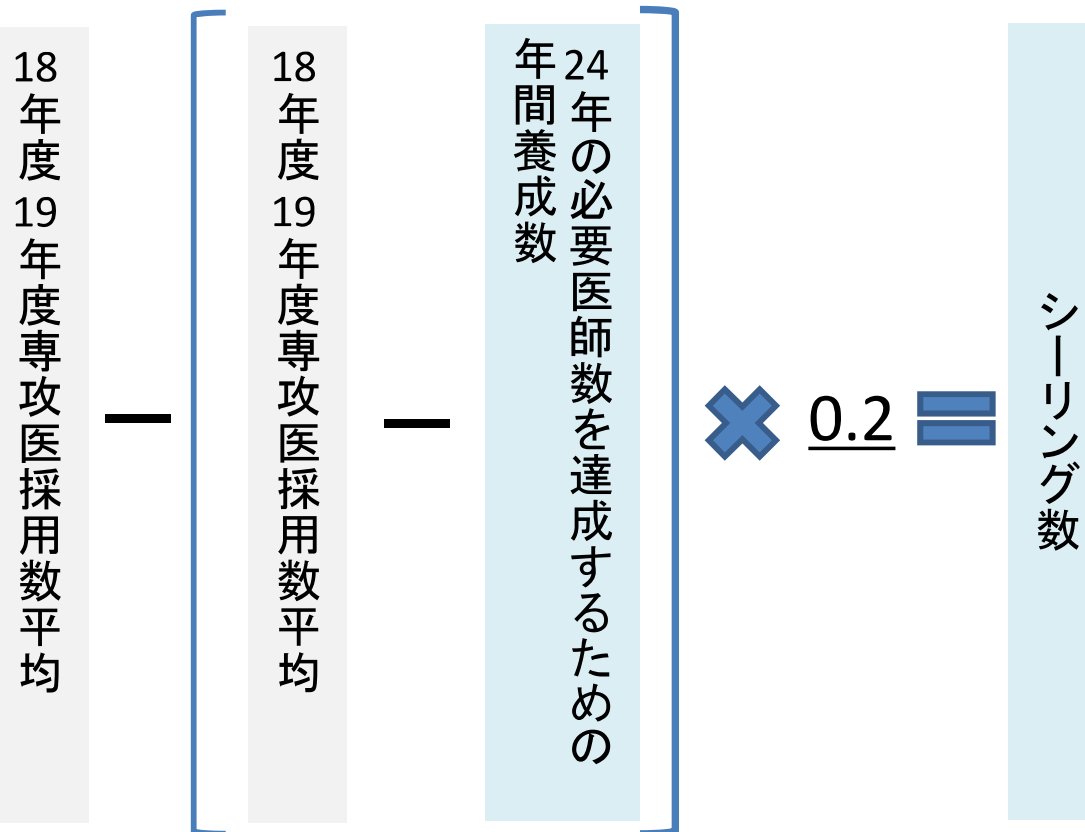 18年度19年度専攻医採用数平均
18年度19年度専攻医採用数平均
24年の必要医師数を達成するための
年間養成数
0.2
シーリング数